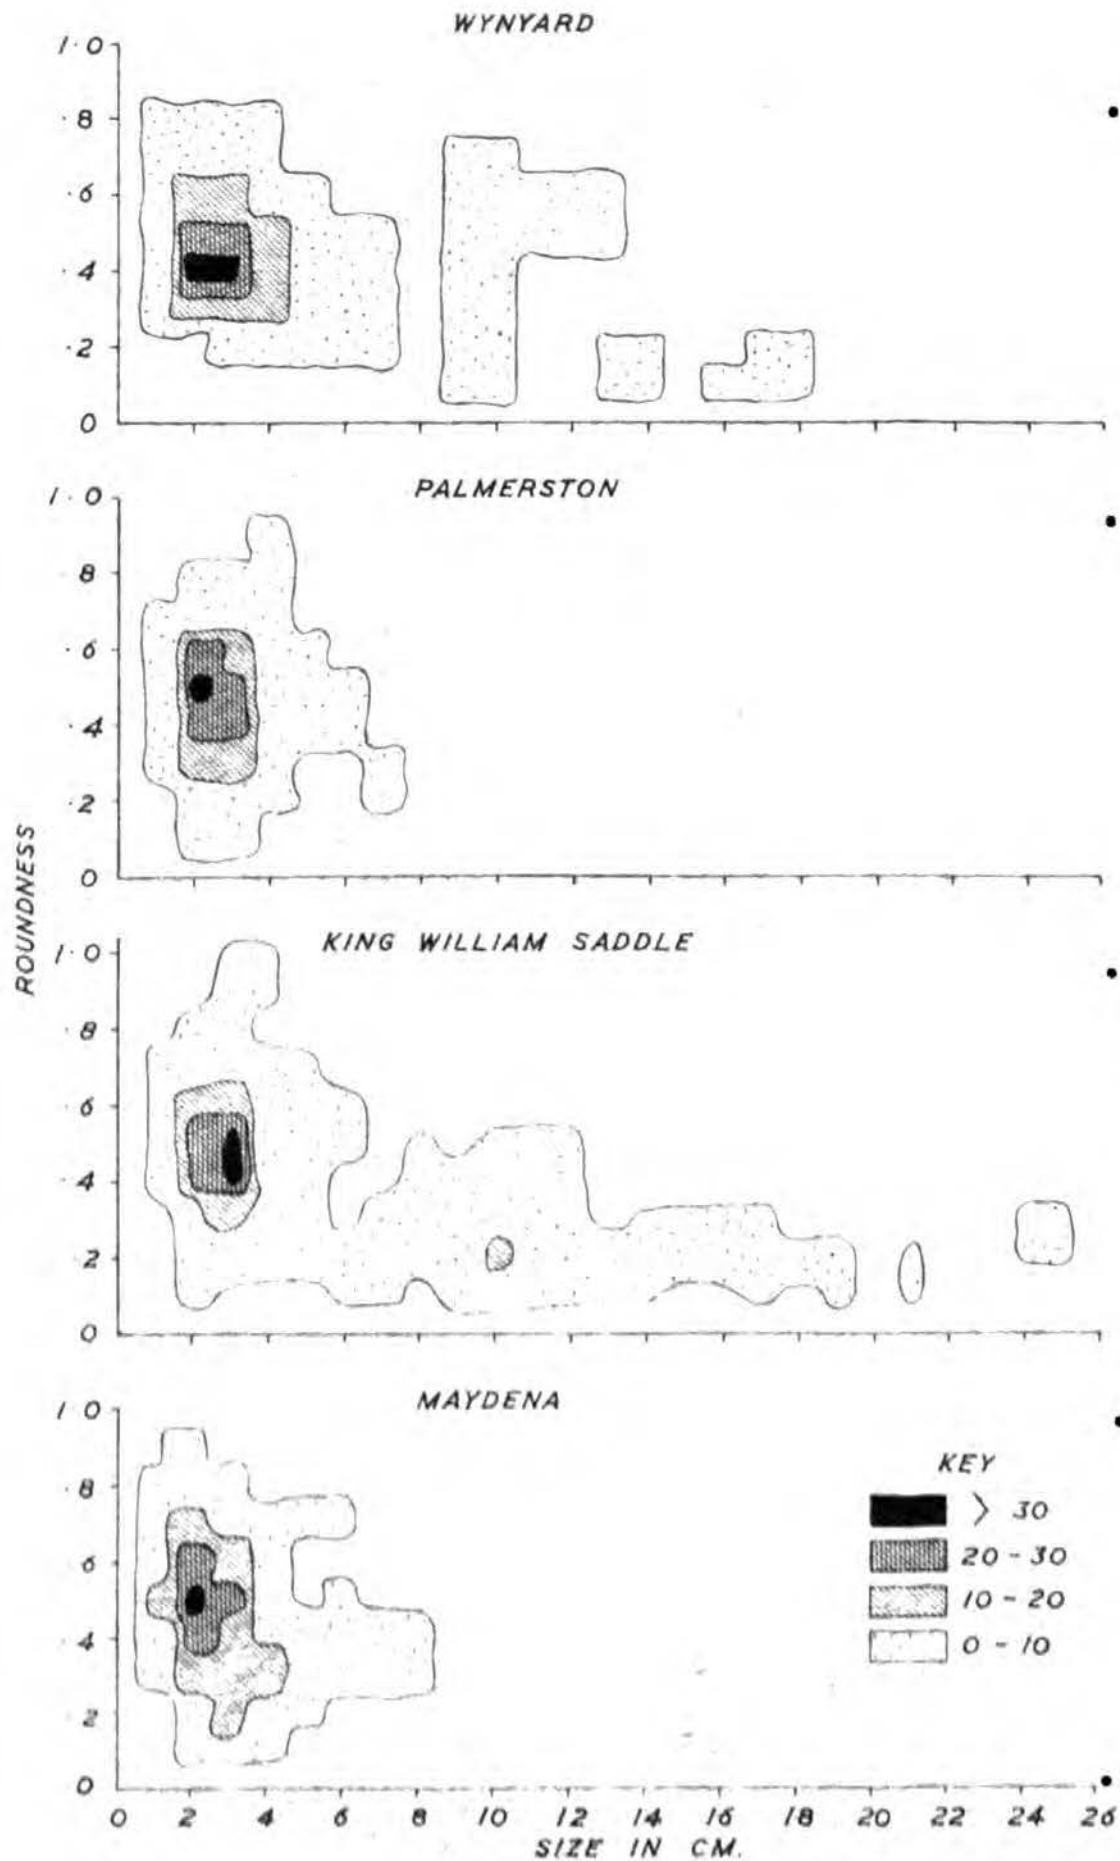 WYNYARD
1.0
.8
.6
.4
.2
0
PALMERSTON
1.0
.8
.6
.4
.2
0
ROUNDNESS
KING WILLIAM SADDLE
1.0
.8
.6
.4
.2
0
MAYDENA
1.0
.8
.6
.4
.2
0
KEY
> 30
20 - 30
10 - 20
0 - 10
0 2 4 6 8 10 12 14 16 18 20 22 24 26
SIZE IN CM.